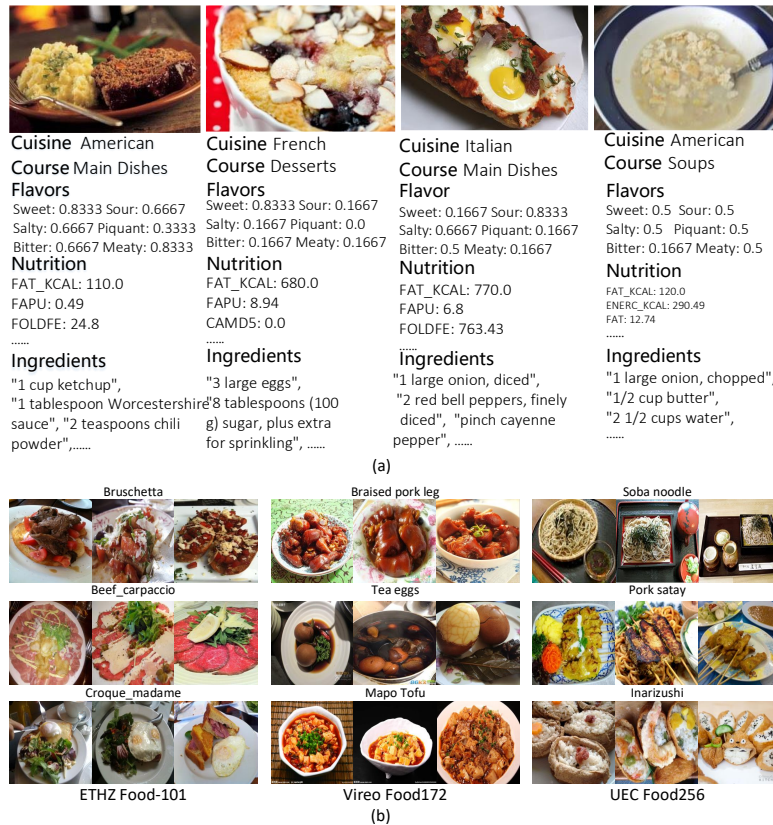 Cuisine American
Course Main Dishes
Flavors
Sweet: 0.8333 Sour: 0.6667
Salty: 0.6667 Piquant: 0.3333
Bitter: 0.6667 Meaty: 0.8333
Nutrition
FAT_KCAL: 110.0
FAPU: 0.49
FOLDFE: 24.8
......
Ingredients
"1 cup ketchup",
"1 tablespoon Worcestershire
sauce", "2 teaspoons chili
powder",......
Cuisine French
Course Desserts
Flavors
Sweet: 0.8333 Sour: 0.1667
Salty: 0.1667 Piquant: 0.0
Bitter: 0.1667 Meaty: 0.1667
Nutrition
FAT_KCAL: 680.0
FAPU: 8.94
CAMD5: 0.0
......
Ingredients
"3 large eggs",
"8 tablespoons (100
g) sugar, plus extra
for sprinkling", ......
Cuisine Italian
Course Main Dishes
Flavor
Sweet: 0.1667 Sour: 0.8333
Salty: 0.6667 Piquant: 0.1667
Bitter: 0.5 Meaty: 0.1667
Nutrition
FAT_KCAL: 770.0
FAPU: 6.8
FOLDFE: 763.43
......
Ingredients
"1 large onion, diced",
"2 red bell peppers, finely
diced", "pinch cayenne
pepper", ......
Cuisine American
Course Soups
Flavors
Sweet: 0.5 Sour: 0.5
Salty: 0.5 Piquant: 0.5
Bitter: 0.1667 Meaty: 0.5
Nutrition
FAT_KCAL: 120.0
ENERC_KCAL: 290.49
FAT: 12.74
......
Ingredients
"1 large onion, chopped",
"1/2 cup butter",
"2 1/2 cups water",
......
(a)
Bruschetta
Braised pork leg
Soba noodle
Beef_carpaccio
Tea eggs
Pork satay
Croque_madame
Mapo Tofu
Inarizushi
ETHZ Food-101
Vireo Food172
UEC Food256
(b)